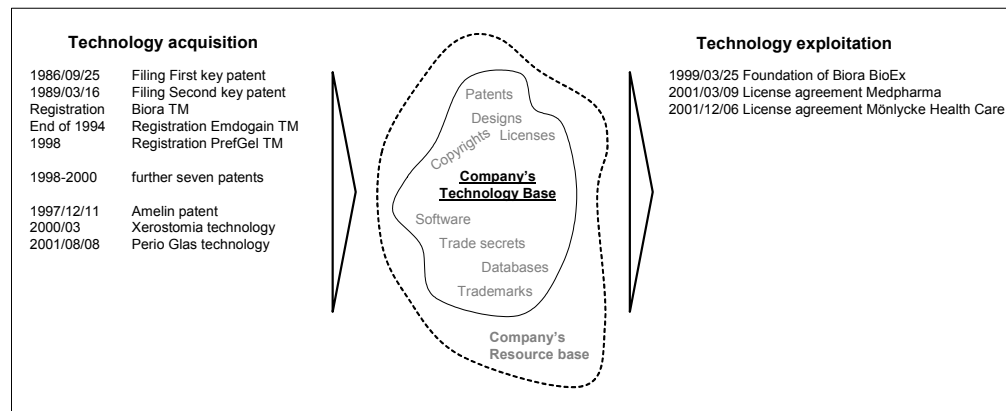 Technology acquisition
1986/09/25 Filing First key patent
1989/03/16 Filing Second key patent
Registration Biora TM
End of 1994 Registration Emdogain TM
1998 Registration PrefGel TM
1998-2000 further seven patents
1997/12/11 Amelin patent
2000/03 Xerostomia technology
2001/08/08 Perio Glas technology
Patents
Designs
Licenses
Copyrights
Company's
Technology Base
Software
Trade secrets
Databases
Trademarks
Company's
Resource base
Technology exploitation
1999/03/25 Foundation of Biora BioEx
2001/03/09 License agreement Medpharma
2001/12/06 License agreement Mönlycke Health Care